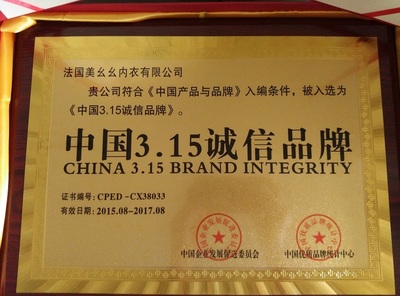 法国美幺幺内衣有限公司
贵公司符合《中国产品与品牌》入编条件，被入选为
《中国3.15诚信品牌》。
中国3.15诚信品牌
CHINA 3.15 BRAND INTEGRITY
证书编号：CPED -CX38033
有效日期：2015.08-2017.08
中国企业发展促进委员会
中国优质品牌统计中心